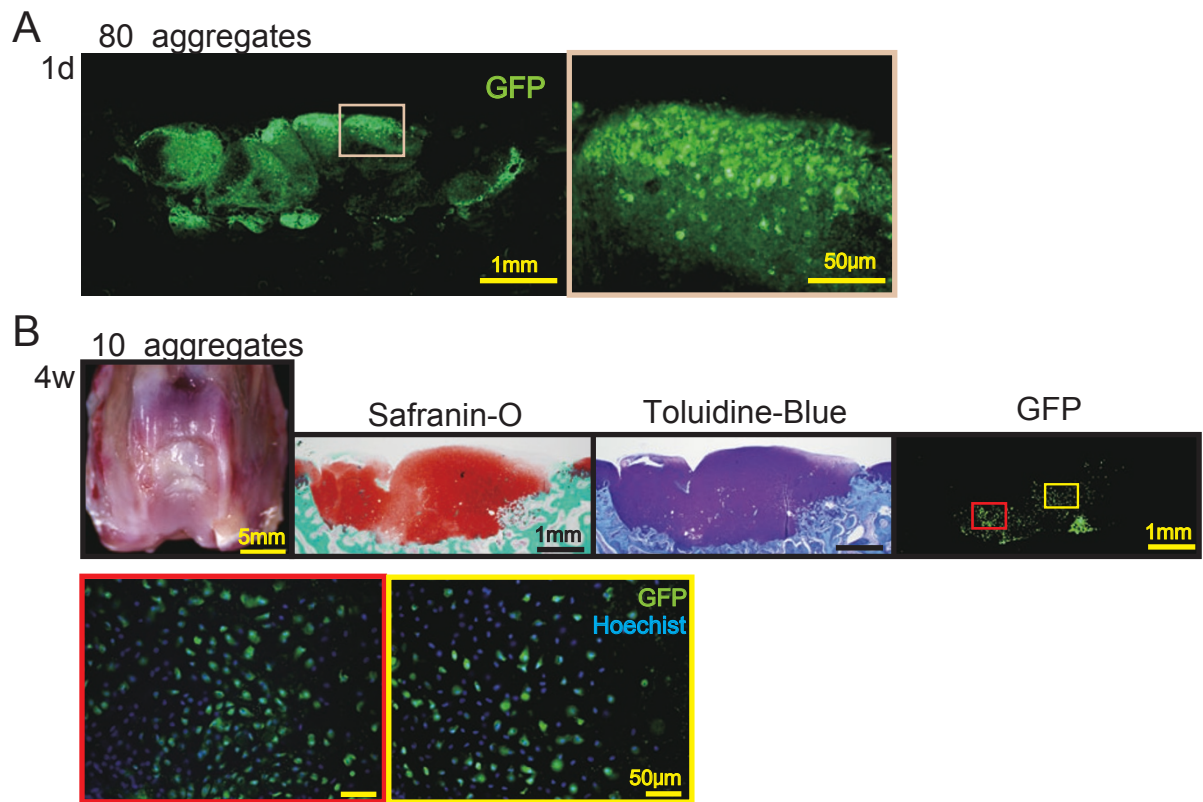 A
80 aggregates
1d
GFP
1mm
50µm
B
10 aggregates
4w
Safranin-O
Toluidine-Blue
GFP
5mm
1mm
1mm
GFP
Hoechist
50µm